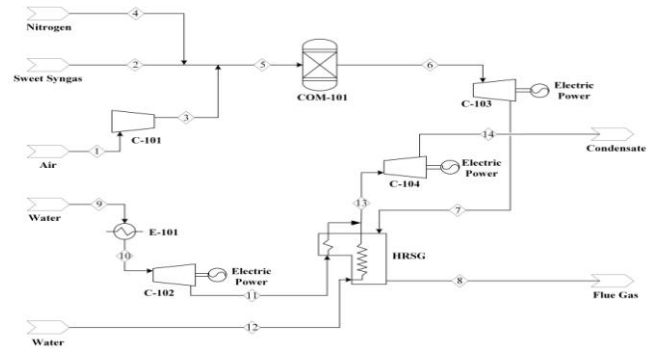 4
Nitrogen
2
5
6
Sweet Syngas
COM-101
Electric
Power
3
C-103
C-101
14
1
Electric
Power
Condensate
Air
C-104
9
13
7
Water
E-101
10
HRSG
Electric
Power
8
C-102
11
Flue Gas
12
Water